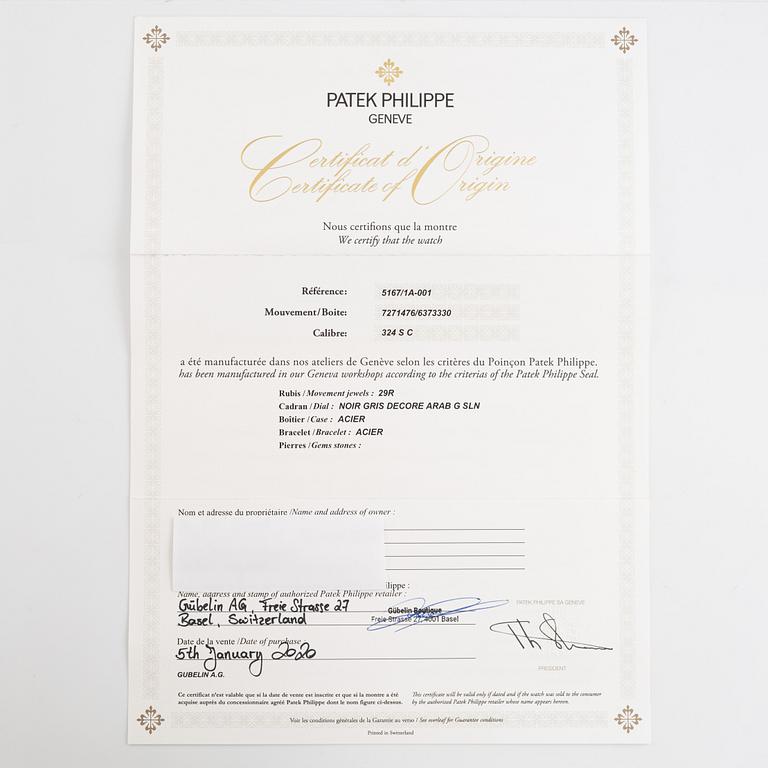 PATEK PHILIPPE
GENEVE
Certificat d'Origine
Certificate of Origin
Nous certifions que la montre
We certify that the watch
Référence: 5167/1A-001
Mouvement/Boite: 7271476/6373330
Calibre: 324 S C
a été manufacturée dans nos ateliers de Genève selon les critères du Poinçon Patek Philippe.
has been manufactured in our Geneva workshops according to the criterias of the Patek Philippe Seal.
Rubis / Movement jewels : 29R
Cadran / Dial : NOIR GRIS DECORE ARAB G SLN
Boîtier / Case : ACIER
Bracelet / Bracelet : ACIER
Pierres / Gems stones :
Nom et adresse du propriétaire /Name and address of owner :
ilippe :
Name, address and stamp of authorized Patek Philippe retailer :
PATEK PHILIPPE SA GENEVE
Gübelin AG, Freie Strasse 27
Gübelin Boutique
Basel, Switzerland
Freie Strasse 27, 4001 Basel
Date de la vente /Date of purchase :
5th January 2020
PRESIDENT
GUBELIN A.G.
Ce certificat n'est valable que si la date de vente est inscrite et que si la montre a été
acquise auprès du concessionnaire agréé Patek Philippe dont le nom figure ci-dessus.
This certificate will be valid only if dated and if the watch was sold to the consumer
by the authorized Patek Philippe retailer whose name appears hereon.
Voir les conditions générales de la Garantie au verso / See overleaf for Guarantee conditions
Printed in Switzerland